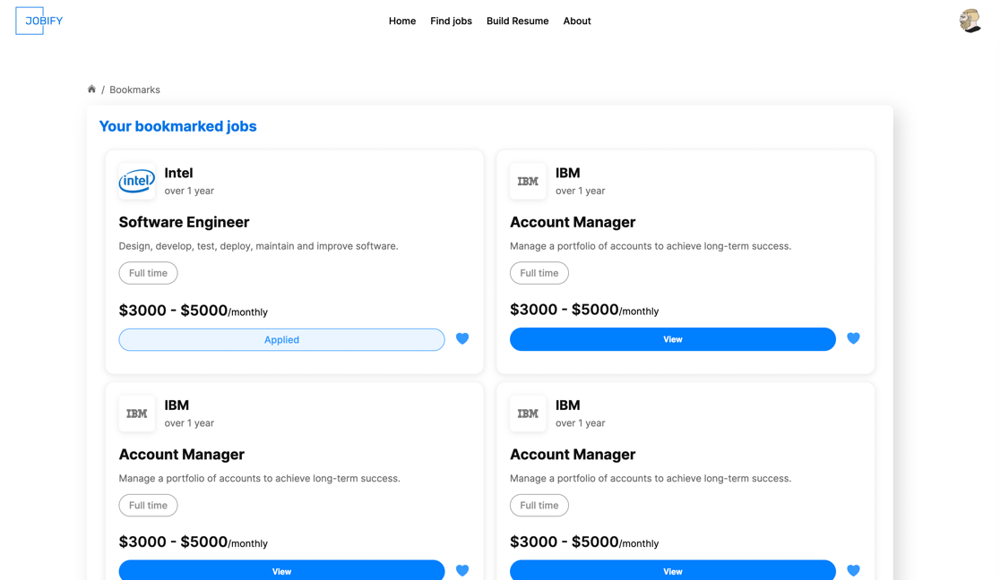 JOBIFY
Home Find jobs Build Resume About
/ Bookmarks
Your bookmarked jobs
intel
Intel
over 1 year
Software Engineer
Design, develop, test, deploy, maintain and improve software.
Full time
$3000 - $5000/monthly
Applied
IBM
IBM
over 1 year
Account Manager
Manage a portfolio of accounts to achieve long-term success.
Full time
$3000 - $5000/monthly
View
IBM
IBM
over 1 year
Account Manager
Manage a portfolio of accounts to achieve long-term success.
Full time
$3000 - $5000/monthly
View
IBM
IBM
over 1 year
Account Manager
Manage a portfolio of accounts to achieve long-term success.
Full time
$3000 - $5000/monthly
View